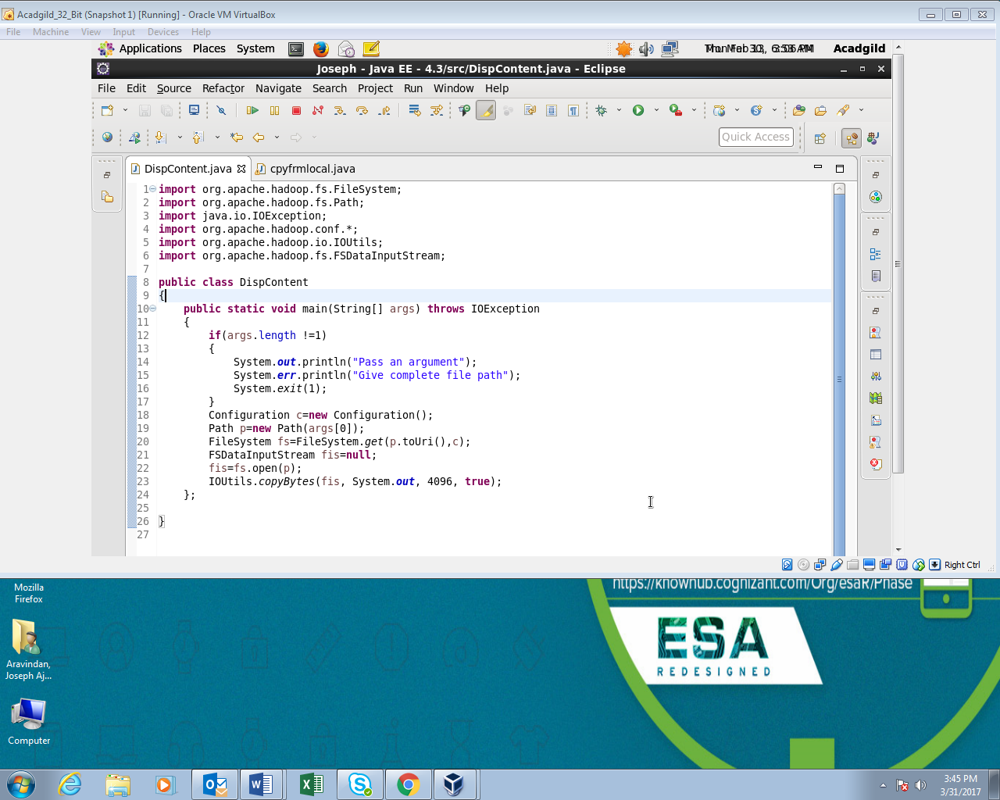 Acadgild_32_Bit (Snapshot 1) [Running] - Oracle VM VirtualBox
File Machine View Input Devices Help
Applications Places System
Acadgild
Joseph - Java EE - 4.3/src/DispContent.java - Eclipse
File Edit Source Refactor Navigate Search Project Run Window Help
Quick Access
DispContent.java cpyfrmlocal.java
1 import org.apache.hadoop.fs.FileSystem;
2 import org.apache.hadoop.fs.Path;
3 import java.io.IOException;
4 import org.apache.hadoop.conf.*;
5 import org.apache.hadoop.io.IOUtils;
6 import org.apache.hadoop.fs.FSDataInputStream;
7
8 public class DispContent
9 {
10 public static void main(String[] args) throws IOException
11 {
12 if(args.length !=1)
13 {
14 System.out.println("Pass an argument");
15 System.err.println("Give complete file path");
16 System.exit(1);
17 }
18 Configuration c=new Configuration();
19 Path p=new Path(args[0]);
20 FileSystem fs=FileSystem.get(p.toUri(),c);
21 FSDataInputStream fis=null;
22 fis=fs.open(p);
23 IOUtils.copyBytes(fis, System.out, 4096, true);
24 };
25
26 }
27
Right Ctrl
https://knowhub.cognizant.com/Org/esaR/Phase
Mozilla
Firefox
ESA
REDESIGNED
Aravindan,
Joseph Aj...
Computer
3:45 PM
3/31/2017